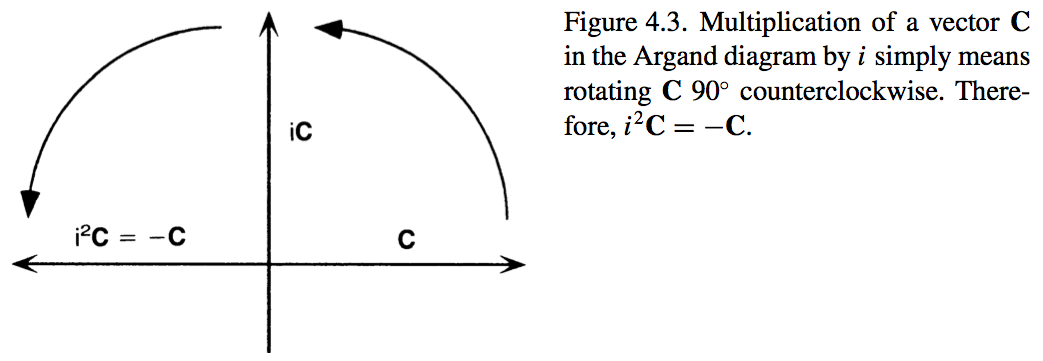 Figure 4.3. Multiplication of a vector C
in the Argand diagram by i simply means
rotating C 90° counterclockwise. There-
fore, i²C = −C.
iC
i²C = −C
C